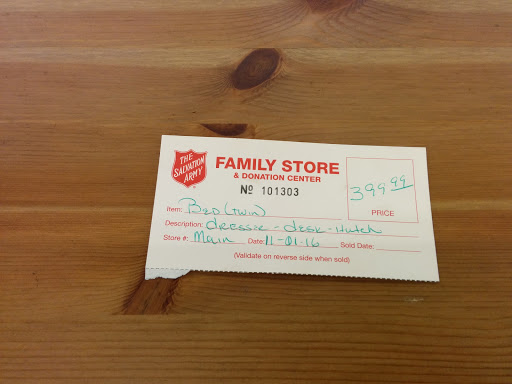 THE
SALVATION
ARMY
FAMILY STORE
& DONATION CENTER
Nº 101303
399 99
PRICE
Item: Bed (twin)
Description: dresser - desk - Hutch
Store #: Main Date: 11-01-16 Sold Date:
(Validate on reverse side when sold)